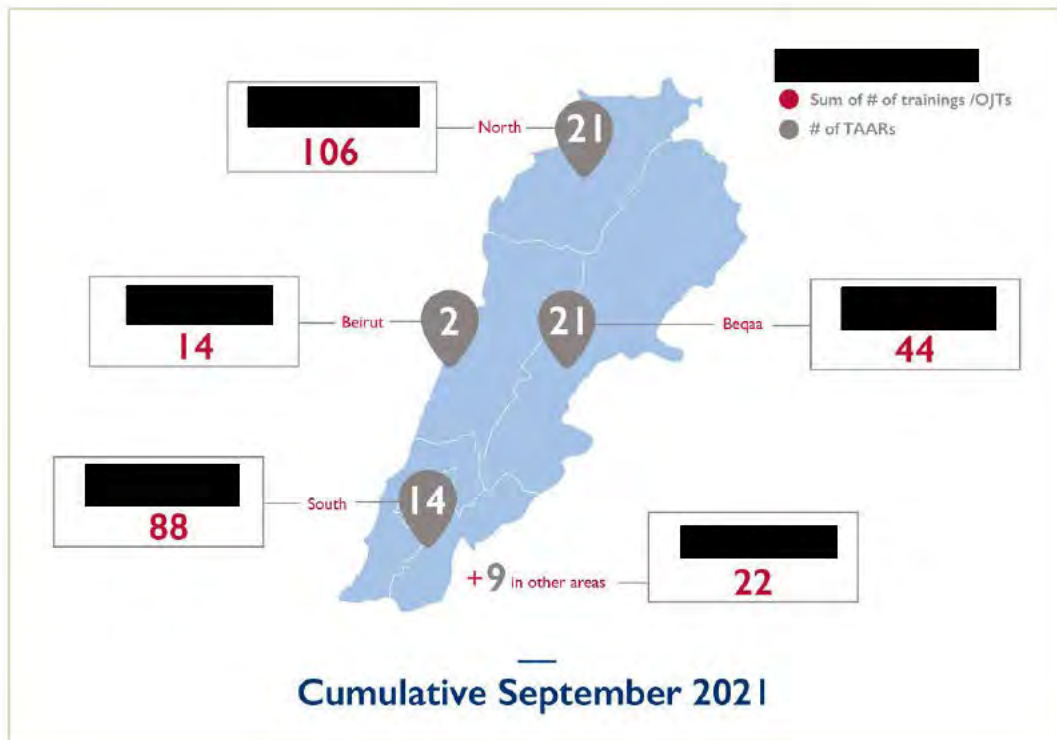 Sum of # of trainings /OJTs
# of TAARs
North
21
106
Beirut
2
14
21
Beqaa
44
South
14
88
+9 in other areas
22
Cumulative September 2021